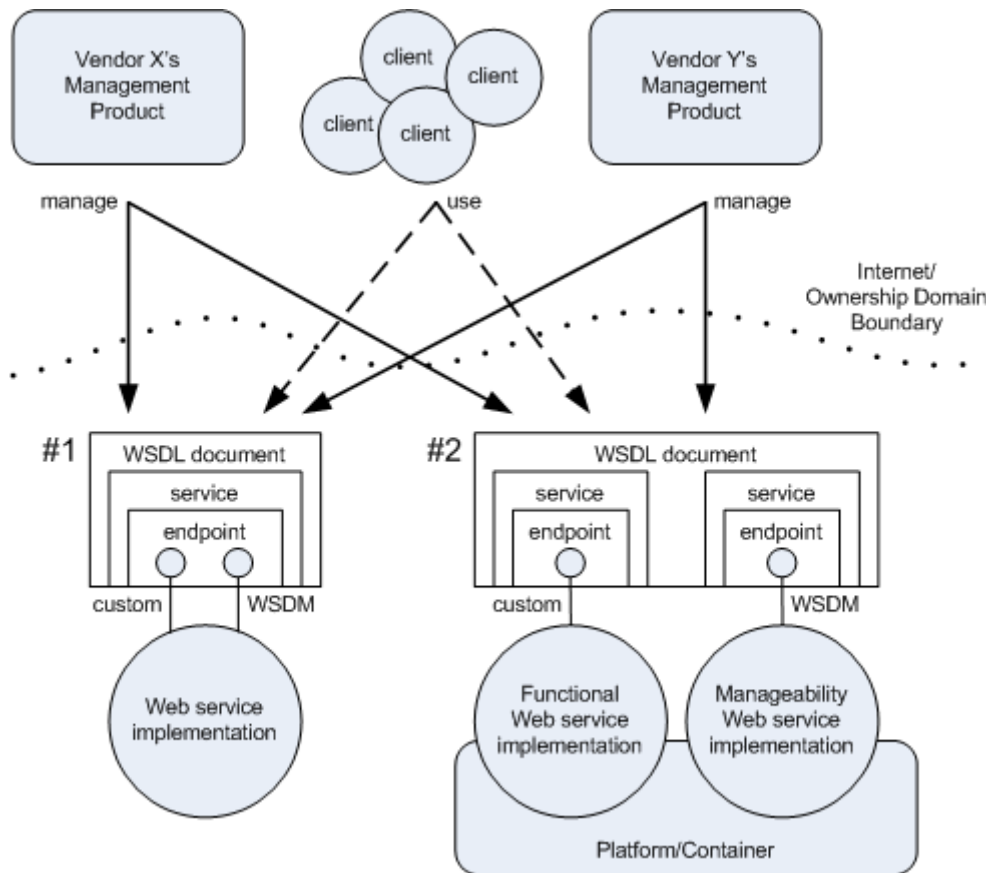 Vendor X's
Management
Product
client
client
client
client
Vendor Y's
Management
Product
manage
use
manage
Internet/
Ownership Domain
Boundary
#1
WSDL document
service
endpoint
custom
WSDM
Web service
implementation
#2
WSDL document
service
endpoint
service
endpoint
custom
WSDM
Functional
Web service
implementation
Manageability
Web service
implementation
Platform/Container